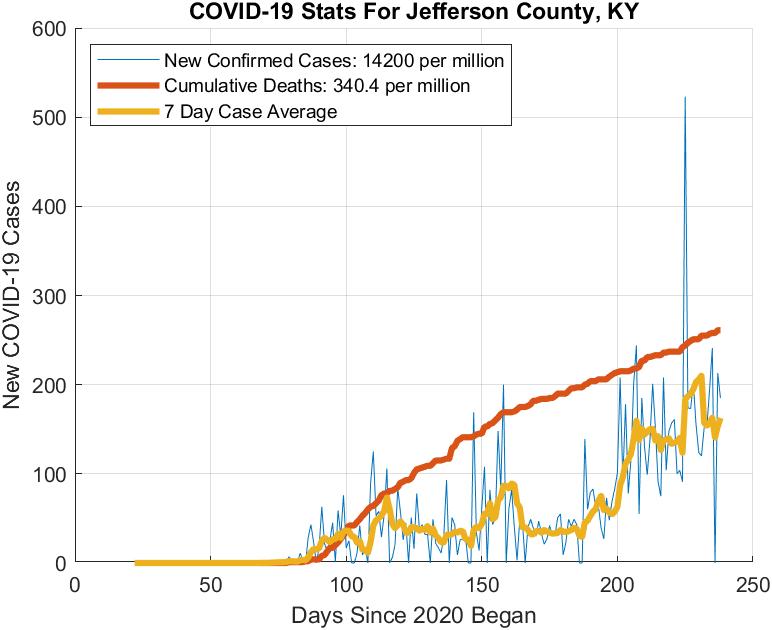 COVID-19 Stats For Jefferson County, KY
New Confirmed Cases: 14200 per million
Cumulative Deaths: 340.4 per million
7 Day Case Average
New COVID-19 Cases
600
500
400
300
200
100
0
0 50 100 150 200 250
Days Since 2020 Began